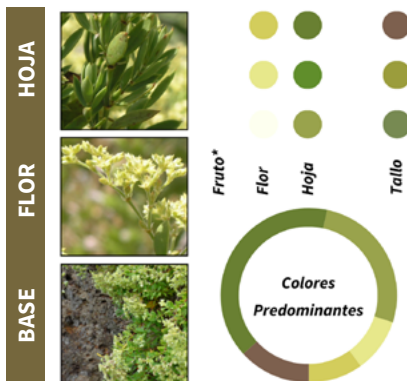 HOJA
FLOR
BASE
Fruto*
Flor
Hoja
Tallo
Colores
Predominantes